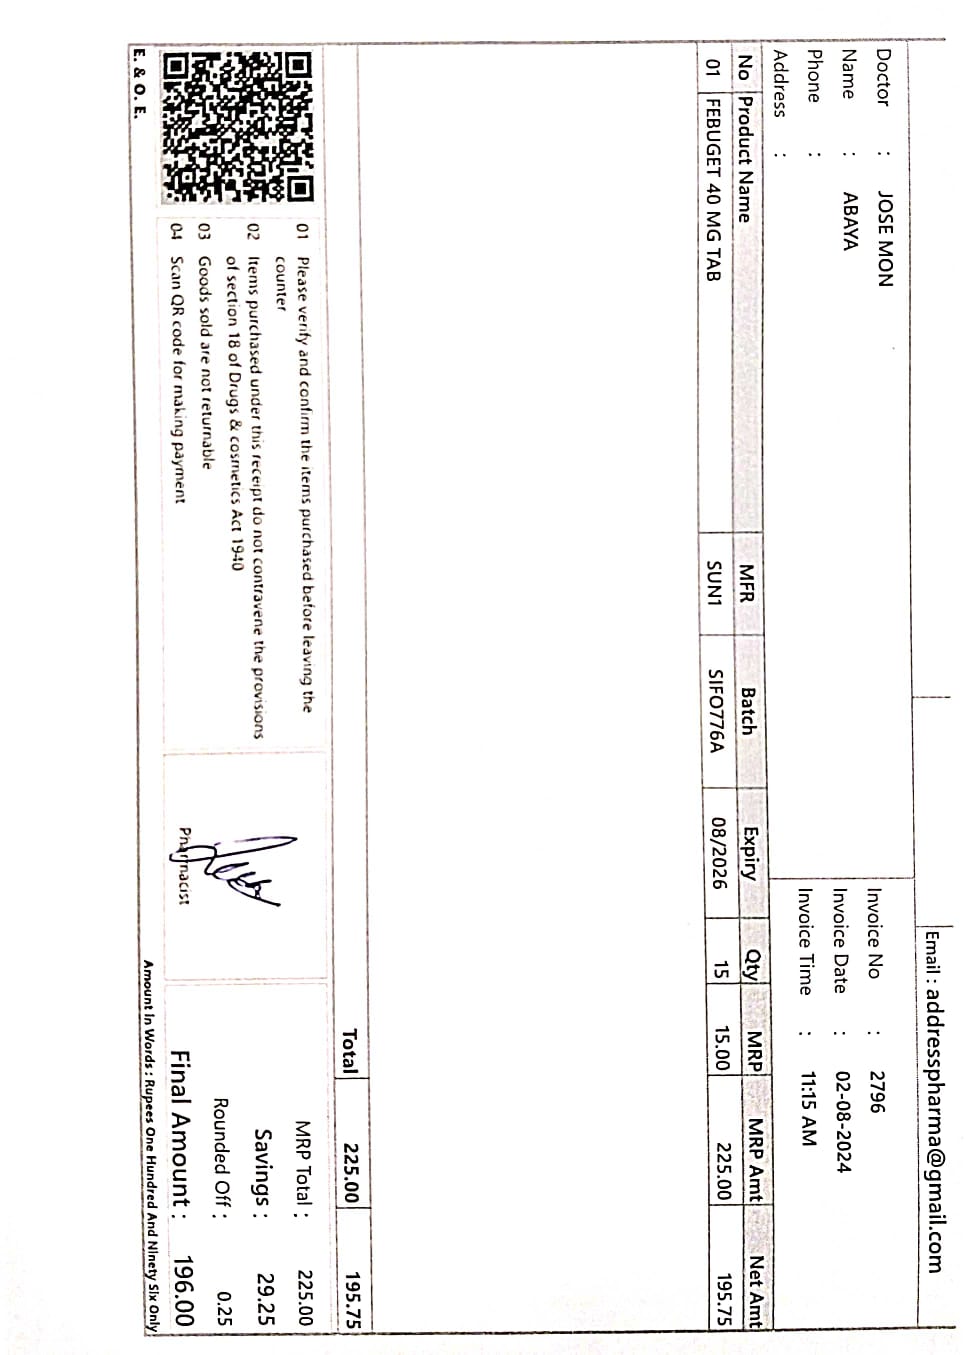 Email : addresspharma@gmail.com
Doctor : JOSE MON
Name : ABAYA
Phone :
Address :
Invoice No : 2796
Invoice Date : 02-08-2024
Invoice Time : 11:15 AM
No Product Name MFR Batch Expiry Qty MRP MRP Amt Net Amt
01 FEBUGET 40 MG TAB SUN1 SIFO776A 08/2026 15 15.00 225.00 195.75
Total 225.00 195.75
01 Please verify and confirm the items purchased before leaving the
counter
02 Items purchased under this receipt do not contravene the provisions
of section 18 of Drugs & cosmetics Act 1940
03 Goods sold are not returnable
04 Scan QR code for making payment
E. & O. E.
Pharmacist
MRP Total : 225.00
Savings : 29.25
Rounded Off : 0.25
Final Amount : 196.00
Amount In Words : Rupees One Hundred And Ninety Six Only